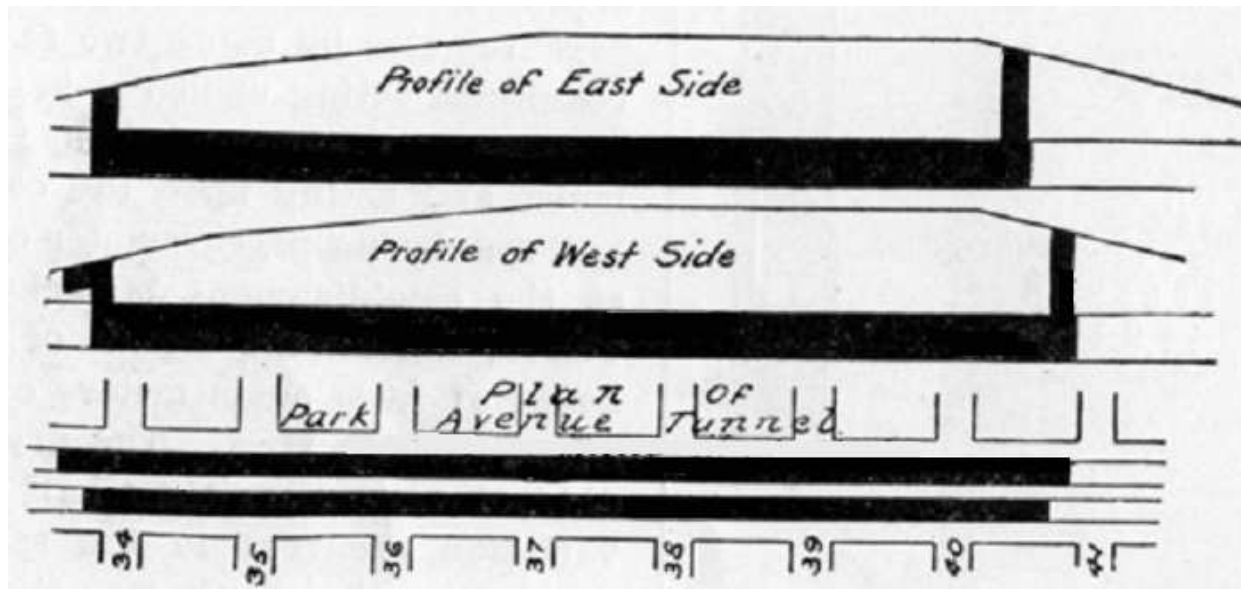 Profile of East Side
Profile of West Side
Plan of
Park Avenue Tunnel
34 35 36 37 38 39 40 41